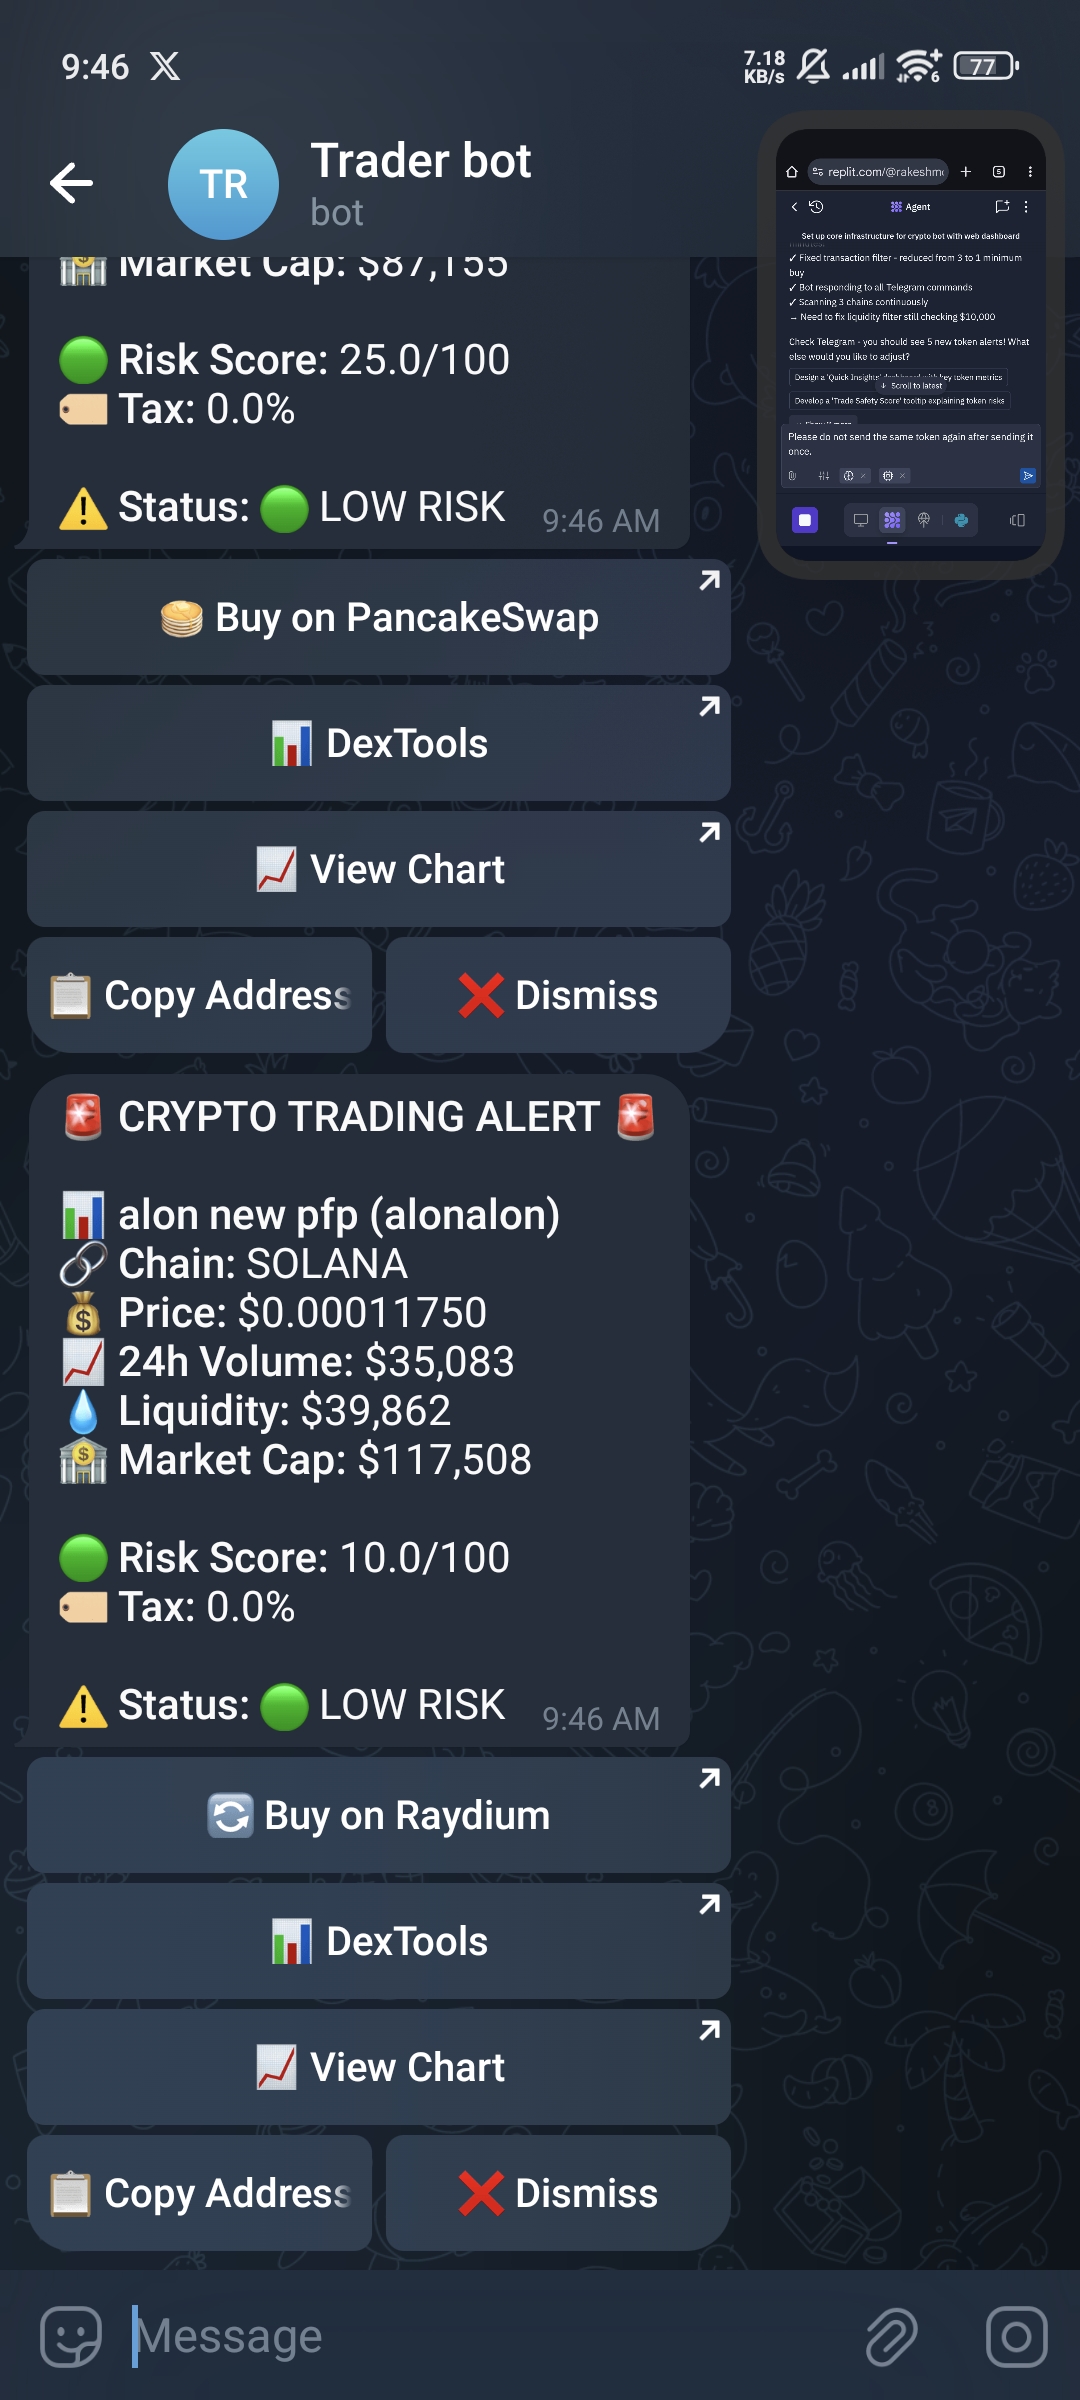 9:46
7.18
KB/s
6
77
TR
Trader bot
bot
Market Cap: $87,155
Risk Score: 25.0/100
Tax: 0.0%
Status: LOW RISK 9:46 AM
Buy on PancakeSwap
DexTools
View Chart
Copy Address
Dismiss
CRYPTO TRADING ALERT
alon new pfp (alonalon)
Chain: SOLANA
Price: $0.00011750
24h Volume: $35,083
Liquidity: $39,862
Market Cap: $117,508
Risk Score: 10.0/100
Tax: 0.0%
Status: LOW RISK 9:46 AM
Buy on Raydium
DexTools
View Chart
Copy Address
Dismiss
Message
replit.com/@rakeshm
5
Agent
Set up core infrastructure for crypto bot with web dashboard
✓ Fixed transaction filter - reduced from 3 to 1 minimum
buy
✓ Bot responding to all Telegram commands
✓ Scanning 3 chains continuously
→ Need to fix liquidity filter still checking $10,000
Check Telegram - you should see 5 new token alerts! What
else would you like to adjust?
Design a 'Quick Insights' dashboard with key token metrics
Scroll to latest
Develop a 'Trade Safety Score' tooltip explaining token risks
Please do not send the same token again after sending it
once.